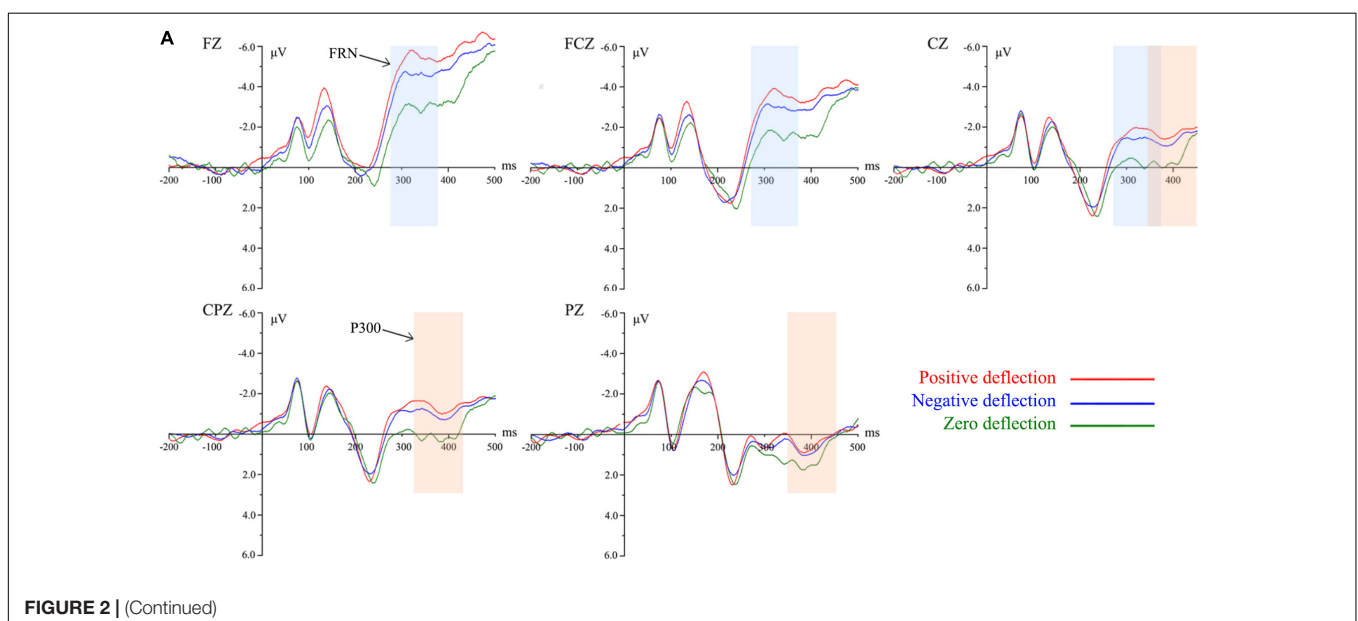 A
FZ
-6.0
µV
FRN
-4.0
-2.0
ms
-200
-100
100
200
300
400
500
2.0
4.0
6.0
FCZ
-6.0
µV
-4.0
-2.0
ms
-200
-100
100
200
300
400
500
2.0
4.0
6.0
CZ
-6.0
µV
-4.0
-2.0
ms
-200
-100
100
200
300
400
500
2.0
4.0
6.0
CPZ
-6.0
µV
P300
-4.0
-2.0
ms
-200
-100
100
200
300
400
500
2.0
4.0
6.0
PZ
-6.0
µV
-4.0
-2.0
ms
-200
-100
100
200
300
400
500
2.0
4.0
6.0
Positive deflection
Negative deflection
Zero deflection
FIGURE 2 | (Continued)